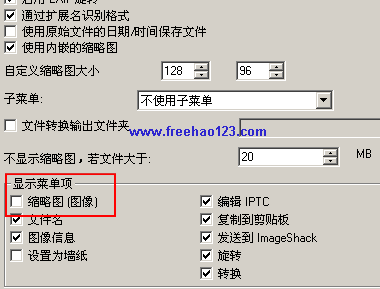 启用 EXIF 旋转
通过扩展名识别格式
使用原始文件的日期/时间保存文件
使用内嵌的缩略图
自定义缩略图大小 128 96
子菜单: 不使用子菜单
文件转换输出文件夹
www.freehao123.com
不显示缩略图,若文件大于: 20 MB
显示菜单项
缩略图 (图像) 编辑 IPTC
文件名 复制到剪贴板
图像信息 发送到 ImageShack
设置为墙纸 旋转
转换